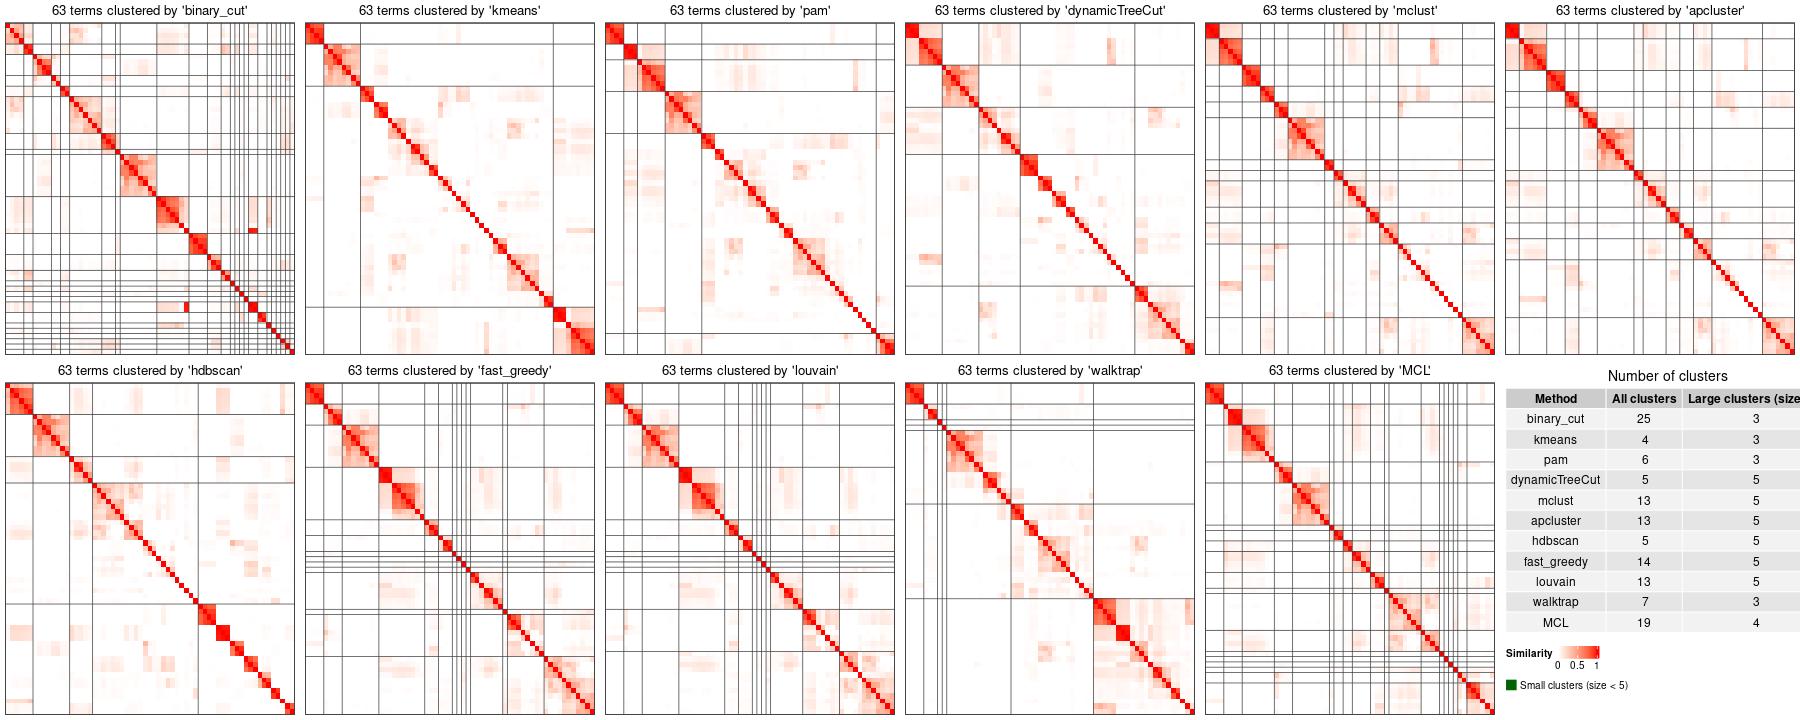 63 terms clustered by 'binary_cut'
63 terms clustered by 'kmeans'
63 terms clustered by 'pam'
63 terms clustered by 'dynamicTreeCut'
63 terms clustered by 'mclust'
63 terms clustered by 'apcluster'
63 terms clustered by 'hdbscan'
63 terms clustered by 'fast_greedy'
63 terms clustered by 'louvain'
63 terms clustered by 'walktrap'
63 terms clustered by 'MCL'
Number of clusters
Method All clusters Large clusters (size
binary_cut 25 3
kmeans 4 3
pam 6 3
dynamicTreeCut 5 5
mclust 13 5
apcluster 13 5
hdbscan 5 5
fast_greedy 14 5
louvain 13 5
walktrap 7 3
MCL 19 4
Similarity
0 0.5 1
Small clusters (size < 5)